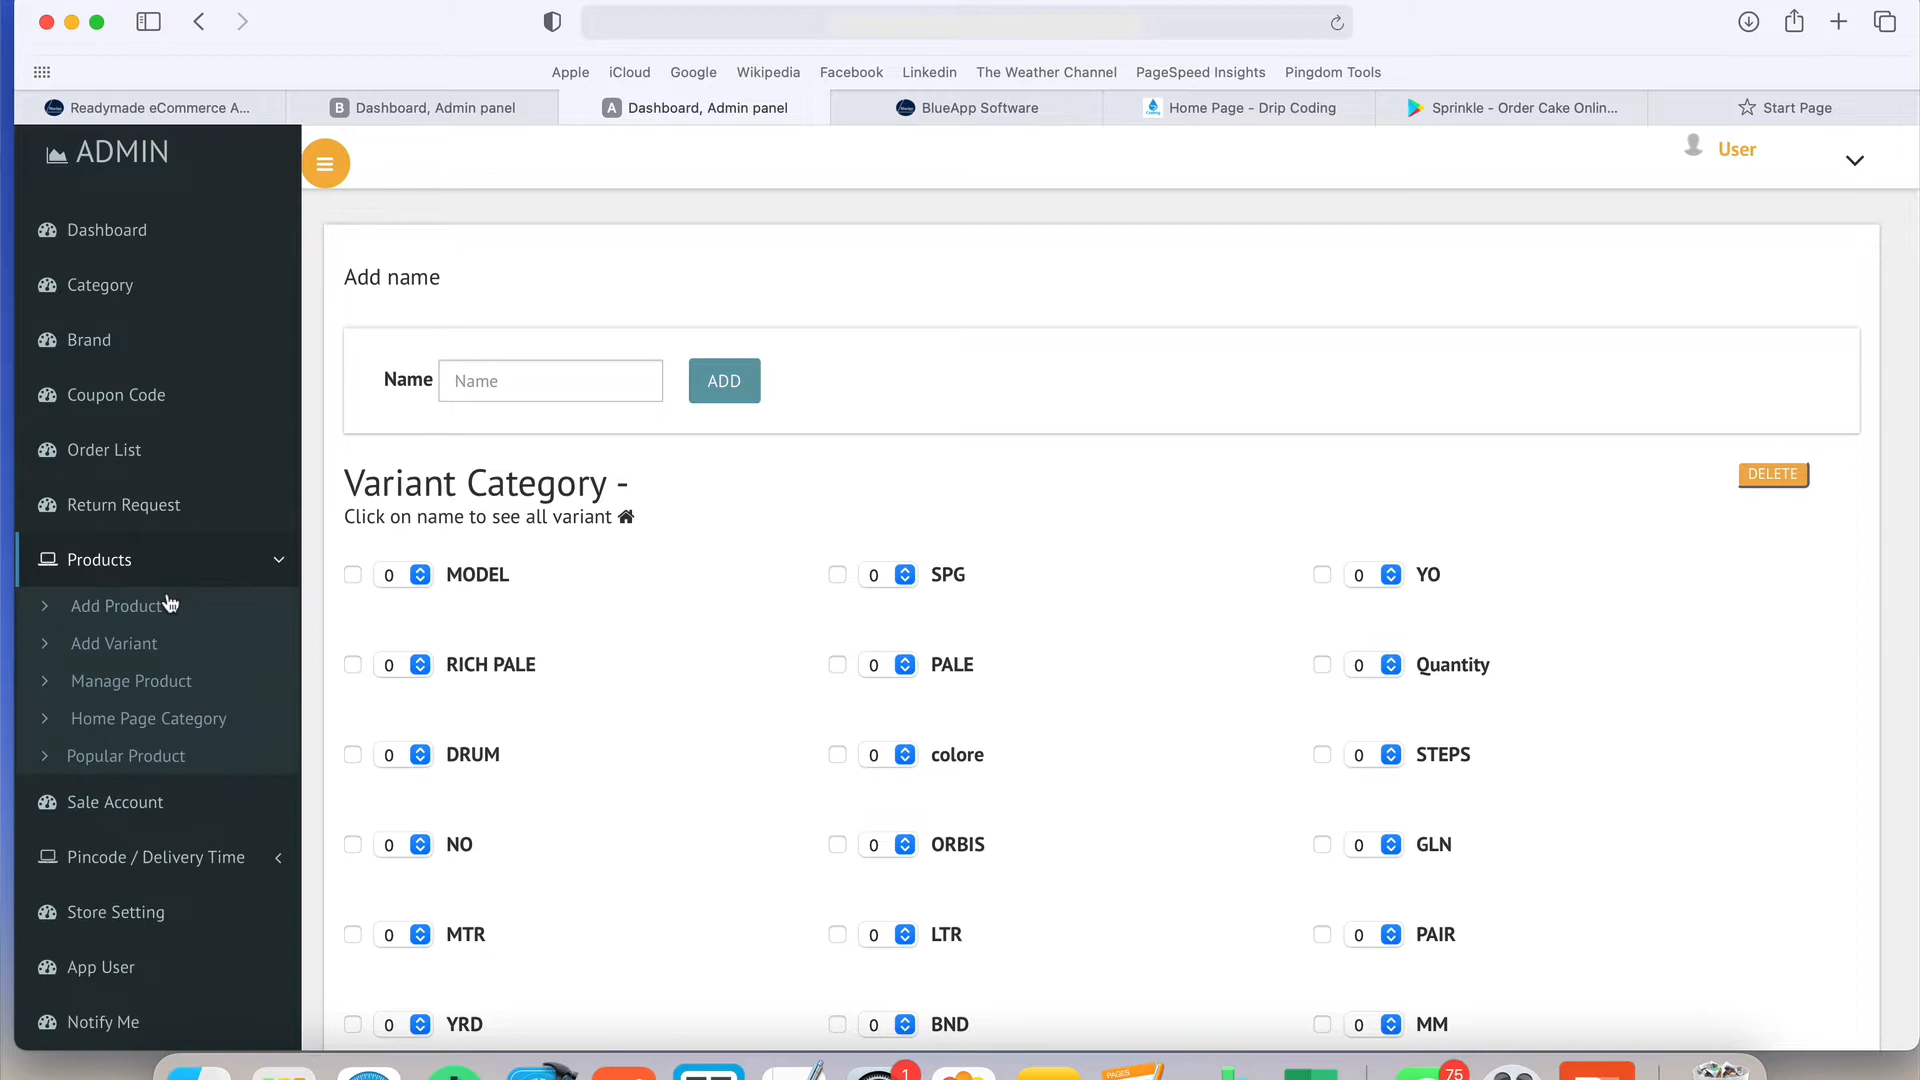 Apple iCloud Google Wikipedia Facebook Linkedin The Weather Channel PageSpeed Insights Pingdom Tools
Readymade eCommerce A... B Dashboard, Admin panel A Dashboard, Admin panel BlueApp Software Home Page - Drip Coding Sprinkle - Order Cake Onlin... Start Page
ADMIN
User
Dashboard
Category
Brand
Coupon Code
Order List
Return Request
Products
Add Product
Add Variant
Manage Product
Home Page Category
Popular Product
Sale Account
Pincode / Delivery Time
Store Setting
App User
Notify Me
Add name
Name Name ADD
Variant Category -
DELETE
Click on name to see all variant
0 MODEL 0 SPG 0 YO
0 RICH PALE 0 PALE 0 Quantity
0 DRUM 0 colore 0 STEPS
0 NO 0 ORBIS 0 GLN
0 MTR 0 LTR 0 PAIR
0 YRD 0 BND 0 MM
1 PAGES 75